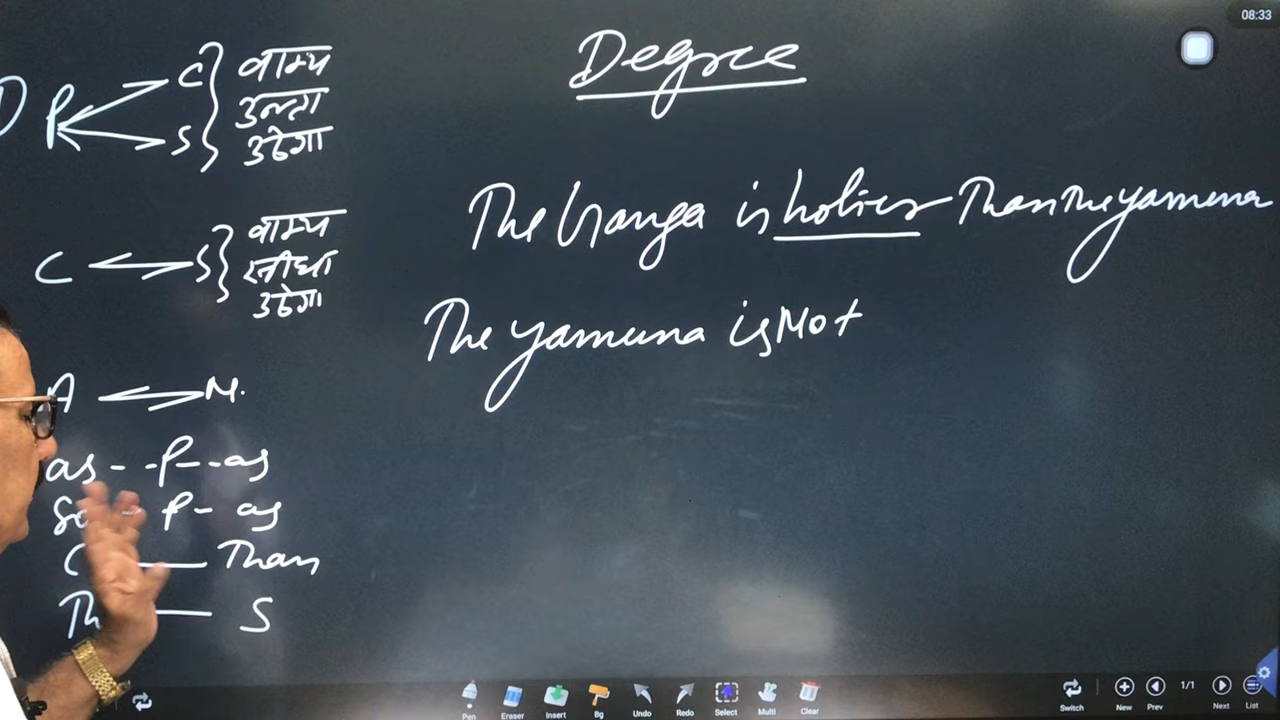 Degree
P C } वाक्य
उल्टा
S उठेगा
C S } वाक्य
सीधा
उठेगा
A M.
as - - P - - as
So - P - as
C Than
Th S
The Ganga is holier Than The yamuna
The yamuna is Not
08:33
Pen Eraser Insert Bg Undo Redo Select Multi Clear
Switch New Prev 1/1 Next List